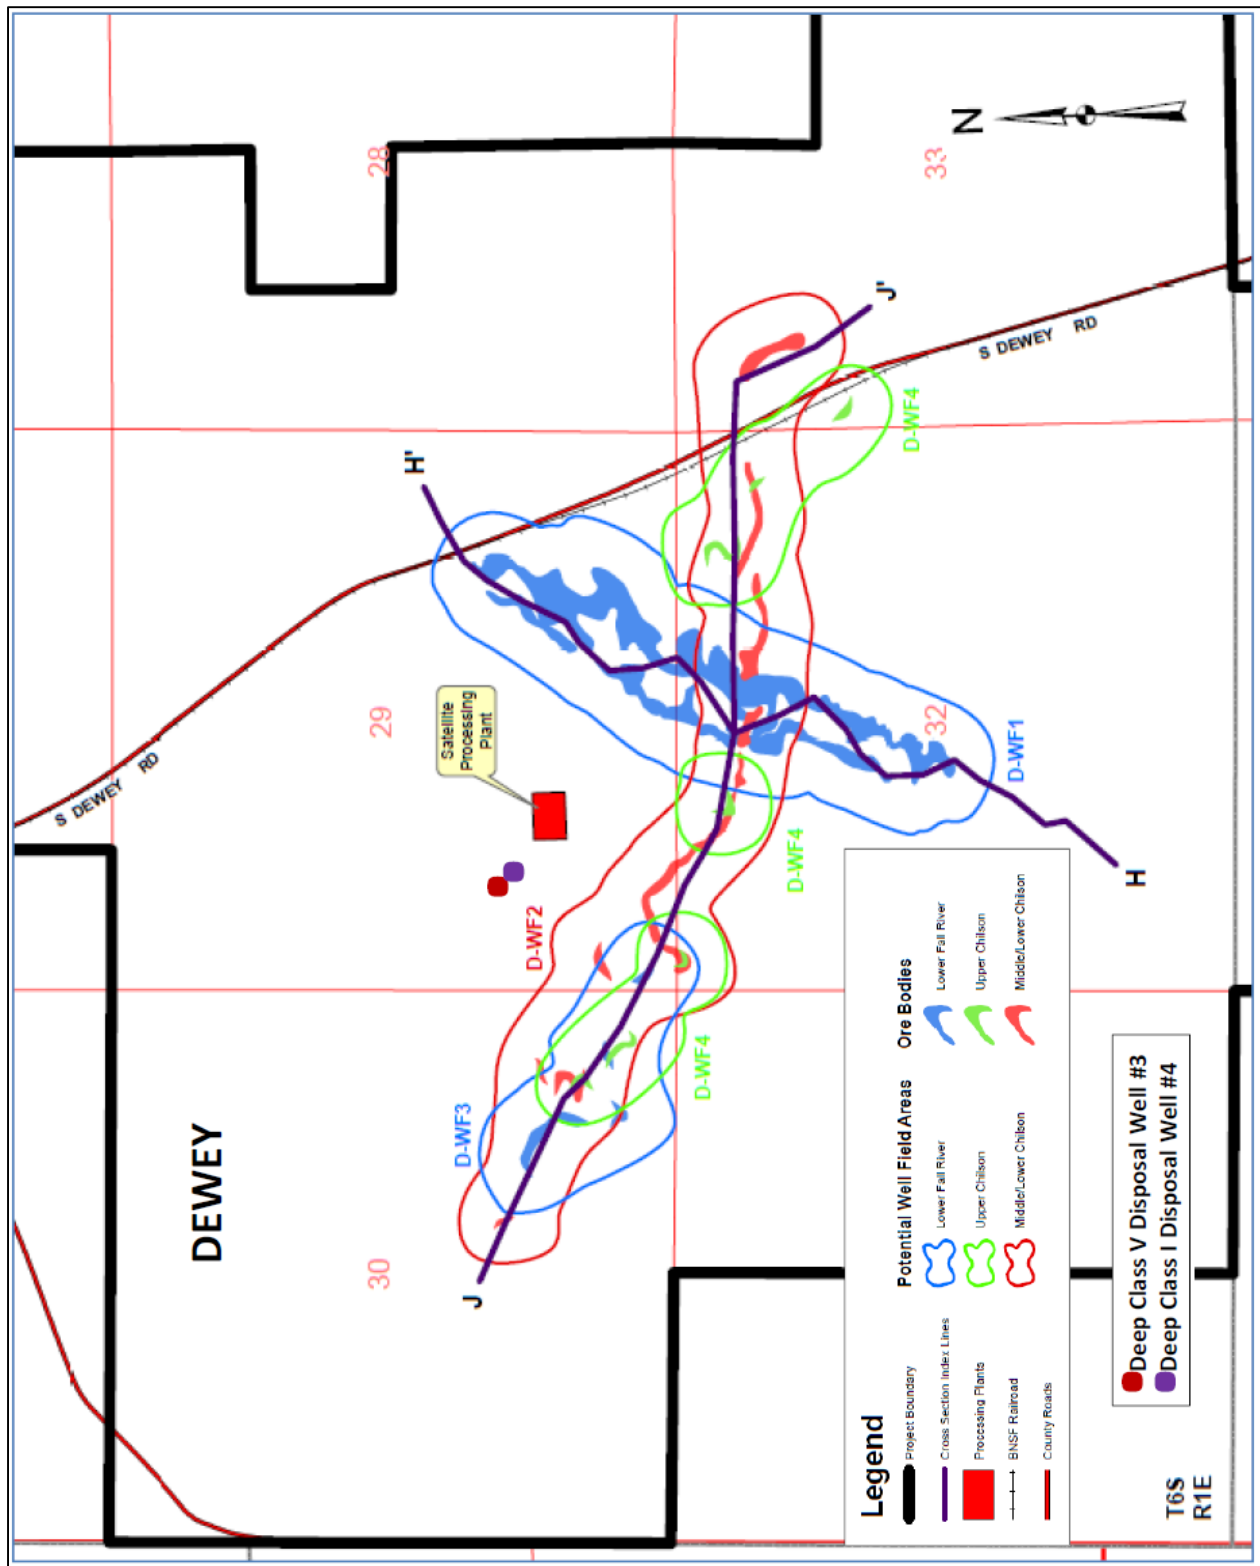 DEWEY
S DEWEY RD
28
29
30
32
33
N
Satellite
Processing
Plant
H'
H
J
J'
S DEWEY RD
D-WF2
D-WF3
D-WF4
D-WF4
D-WF4
D-WF1
Legend
Project Boundary
Cross Section Index Lines
Processing Plants
BNSF Railroad
County Roads
Potential Well Field Areas
Lower Fall River
Upper Chilson
Middle/Lower Chilson
Ore Bodies
Lower Fall River
Upper Chilson
Middle/Lower Chilson
Deep Class V Disposal Well #3
Deep Class I Disposal Well #4
T6S
R1E